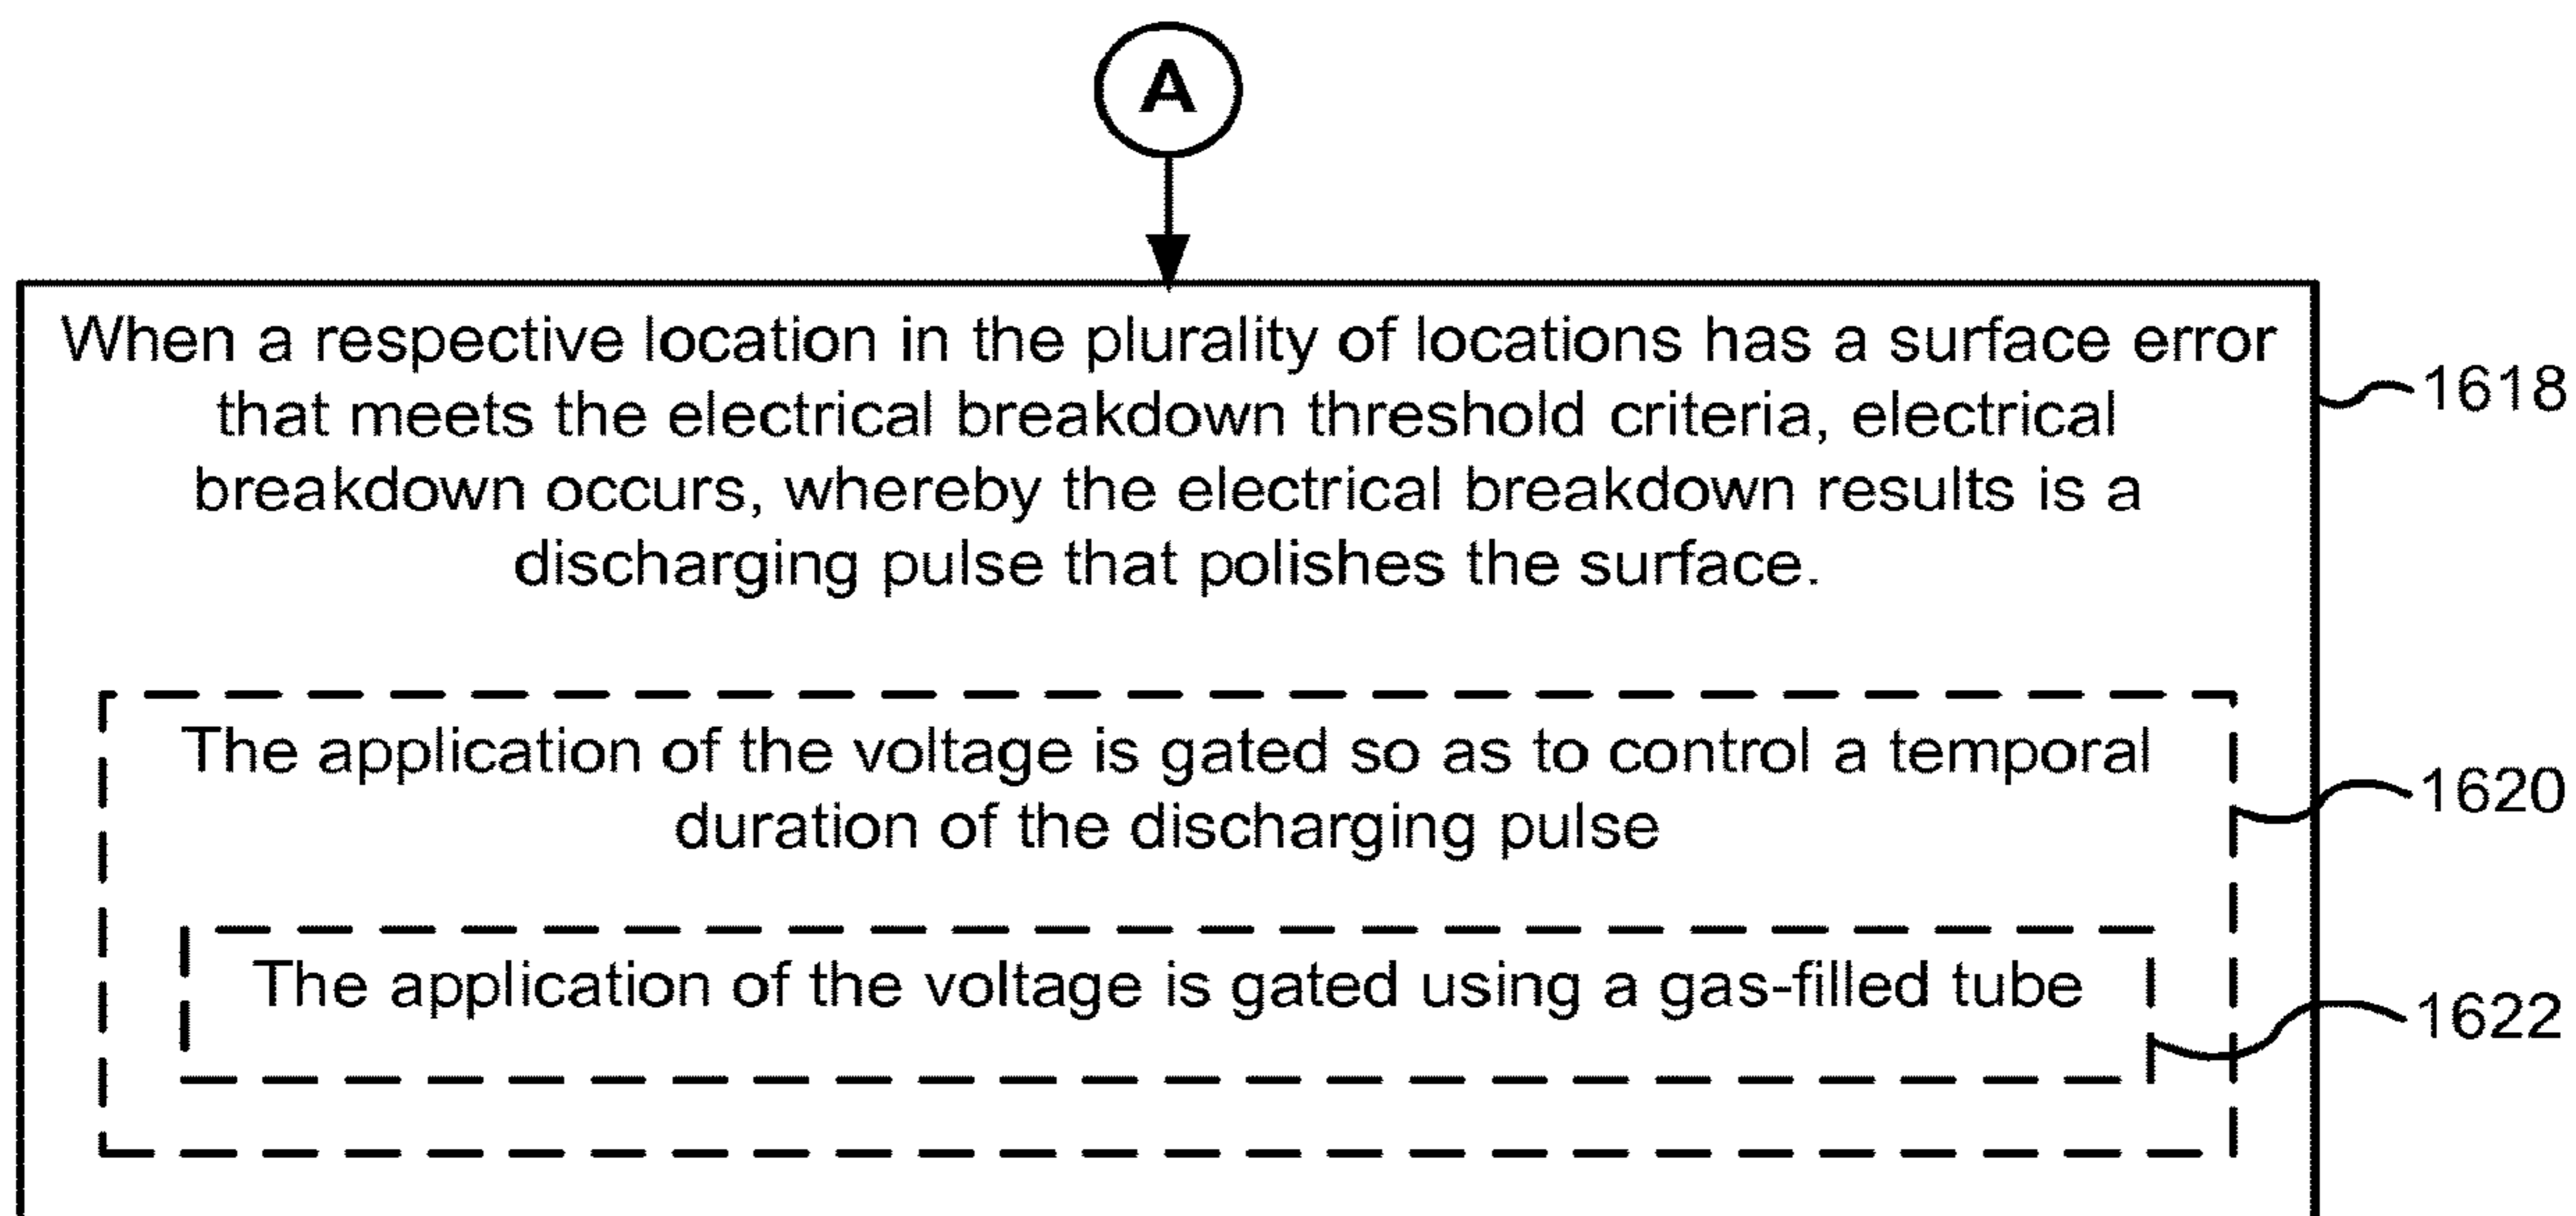 A
When a respective location in the plurality of locations has a surface error
that meets the electrical breakdown threshold criteria, electrical
breakdown occurs, whereby the electrical breakdown results is a
discharging pulse that polishes the surface.
1618
The application of the voltage is gated so as to control a temporal
duration of the discharging pulse
1620
The application of the voltage is gated using a gas-filled tube
1622